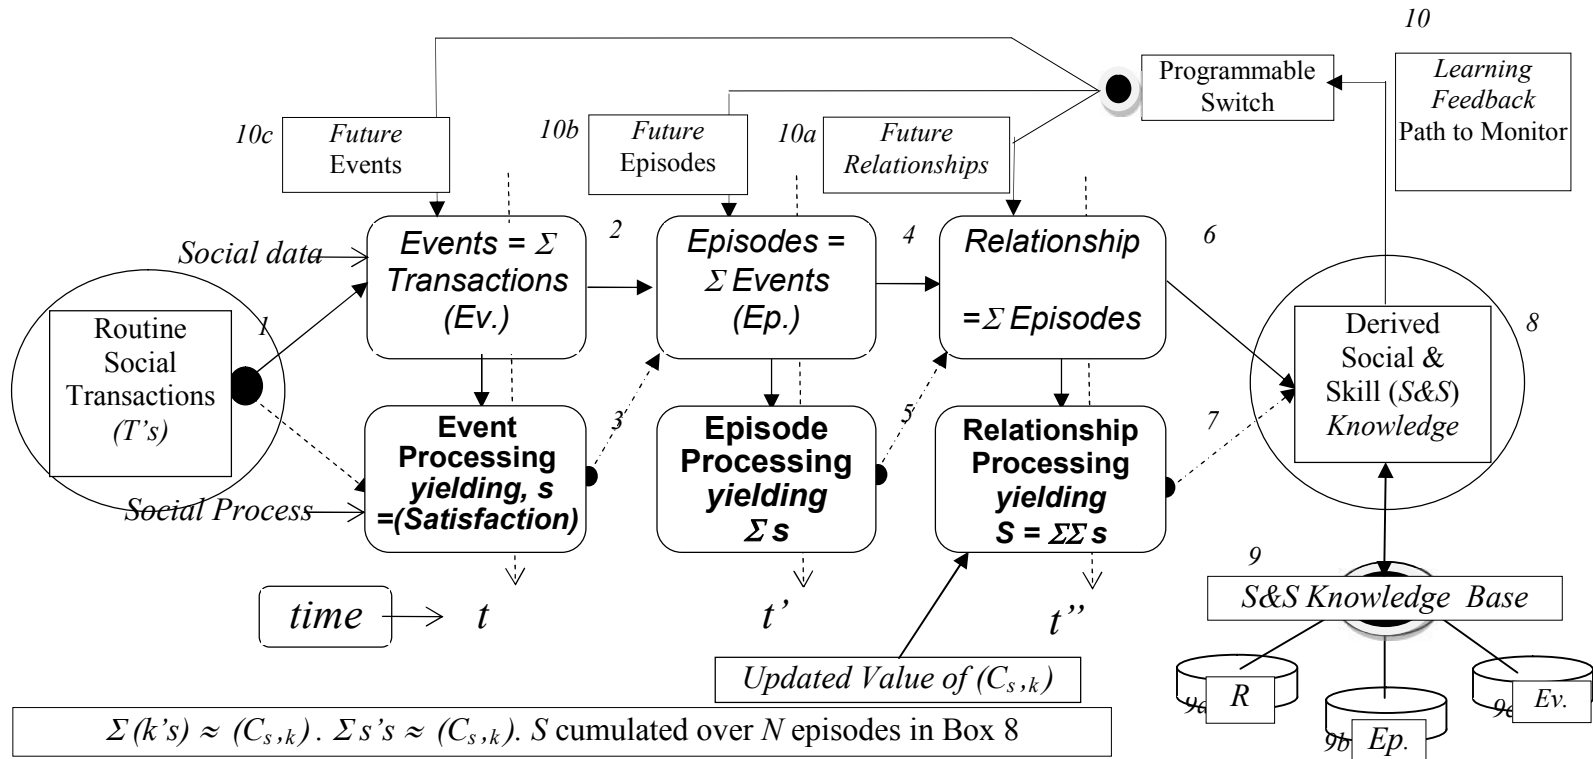 10
Programmable
Switch
Learning
Feedback
Path to Monitor
10c
Future
Events
10b
Future
Episodes
10a
Future
Relationships
Social data
Events = Σ
Transactions
(Ev.)
2
Episodes =
Σ Events
(Ep.)
4
Relationship
=Σ Episodes
6
Routine
Social
Transactions
(T's)
1
Derived
Social &
Skill (S&S)
Knowledge
8
Social Process
Event
Processing
yielding, s
=(Satisfaction)
3
Episode
Processing
yielding
Σ s
5
Relationship
Processing
yielding
S = ΣΣ s
7
time
t
t'
t''
9
S&S Knowledge Base
Updated Value of (Cs,k)
R
9b
Ep.
Ev.
Σ (k's) ≈ (Cs,k) . Σ s's ≈ (Cs,k). S cumulated over N episodes in Box 8